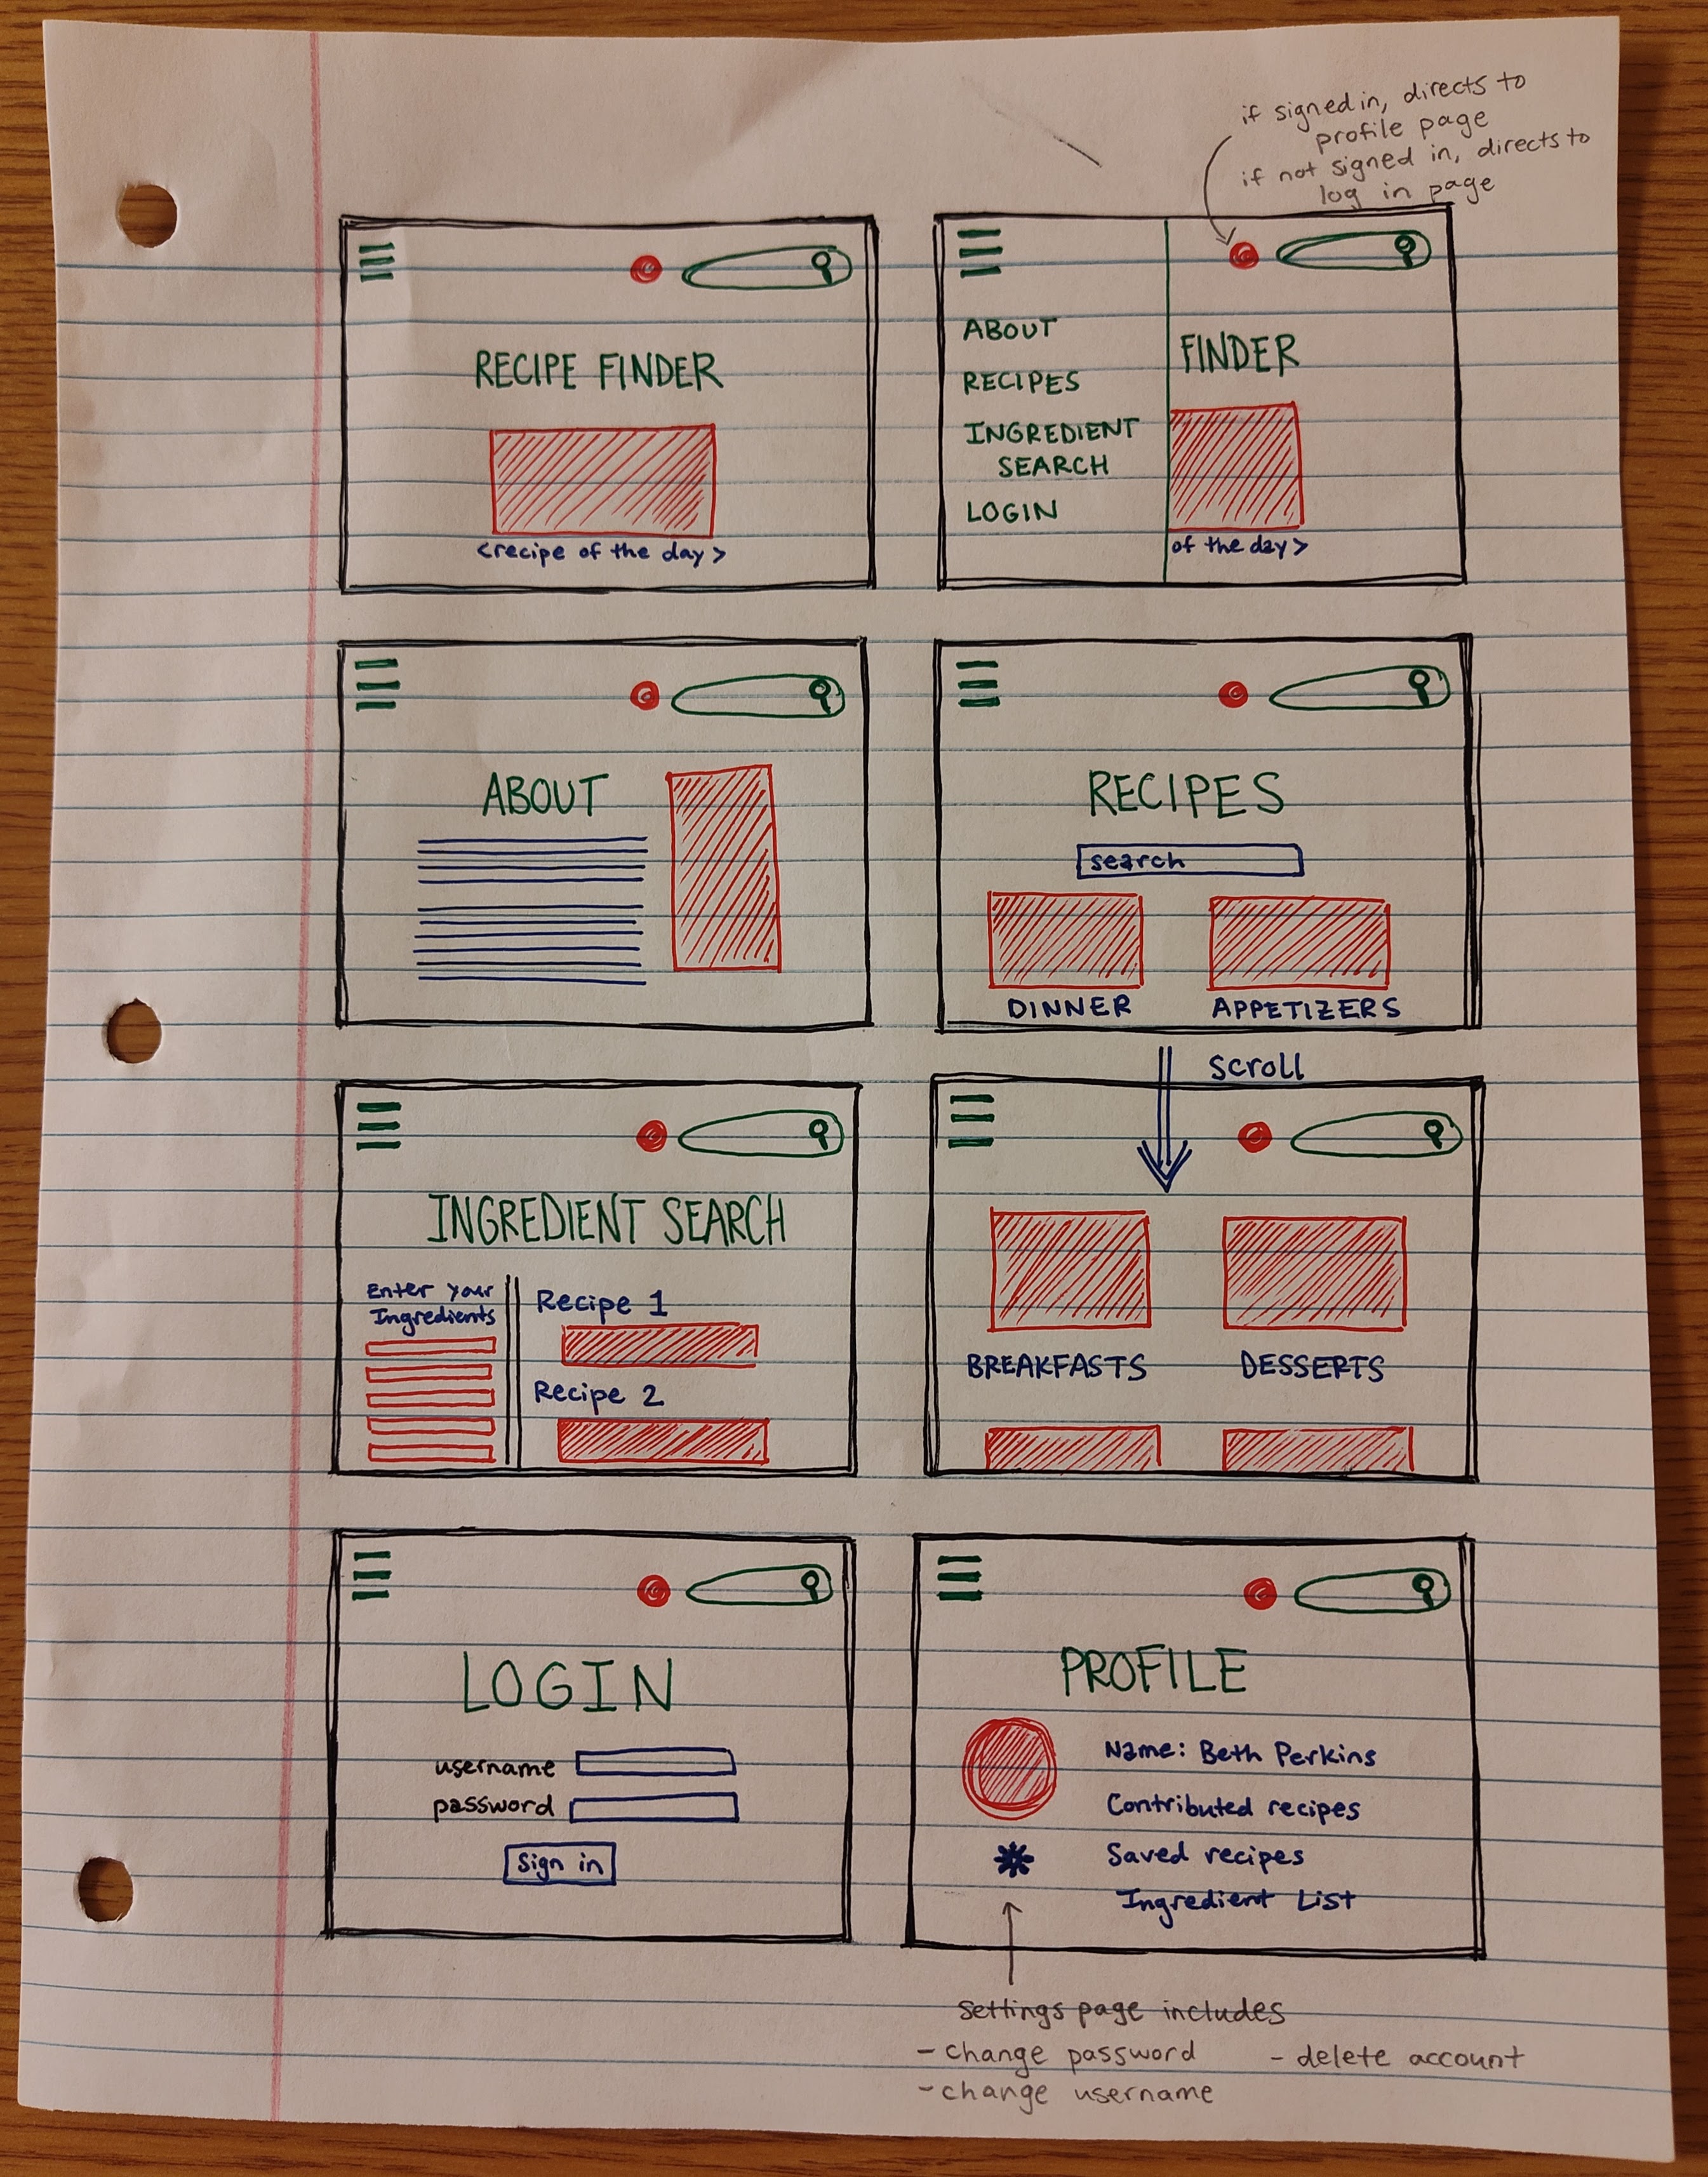 if signed in, directs to
profile page
if not signed in, directs to
log in page
RECIPE FINDER
<recipe of the day>
ABOUT
RECIPES
INGREDIENT
SEARCH
LOGIN
FINDER
of the day>
ABOUT
RECIPES
search
DINNER
APPETIZERS
scroll
INGREDIENT SEARCH
Enter Your
Ingredients
Recipe 1
Recipe 2
BREAKFASTS
DESSERTS
LOGIN
username
password
Sign in
PROFILE
Name: Beth Perkins
Contributed recipes
Saved recipes
Ingredient List
settings page includes
- change password
- delete account
- change username